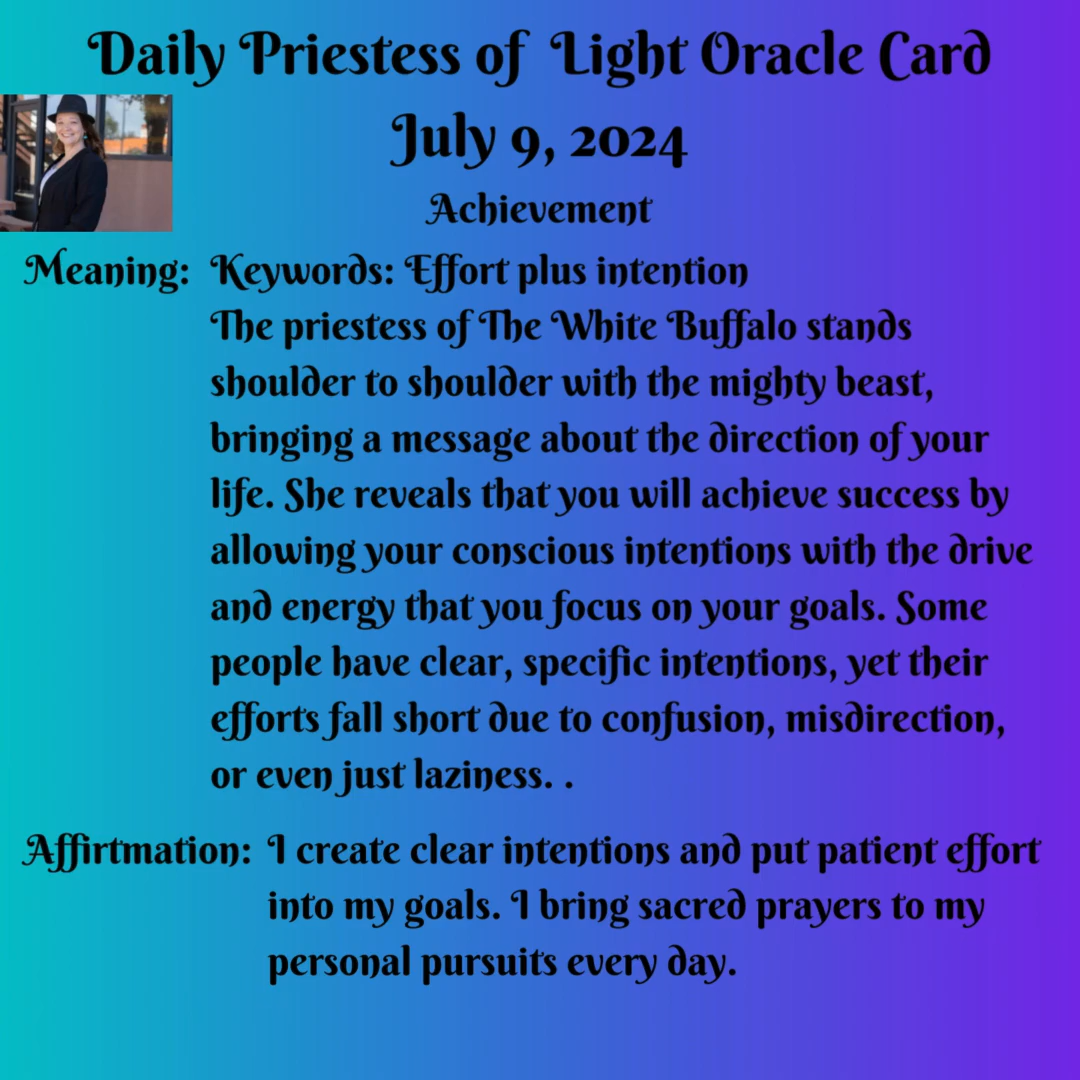 Daily Priestess of Light Oracle Card
July 9, 2024
Achievement
Meaning: Keywords: Effort plus intention
The priestess of The White Buffalo stands
shoulder to shoulder with the mighty beast,
bringing a message about the direction of your
life. She reveals that you will achieve success by
allowing your conscious intentions with the drive
and energy that you focus on your goals. Some
people have clear, specific intentions, yet their
efforts fall short due to confusion, misdirection,
or even just laziness. .
Affirtmation: I create clear intentions and put patient effort
into my goals. I bring sacred prayers to my
personal pursuits every day.